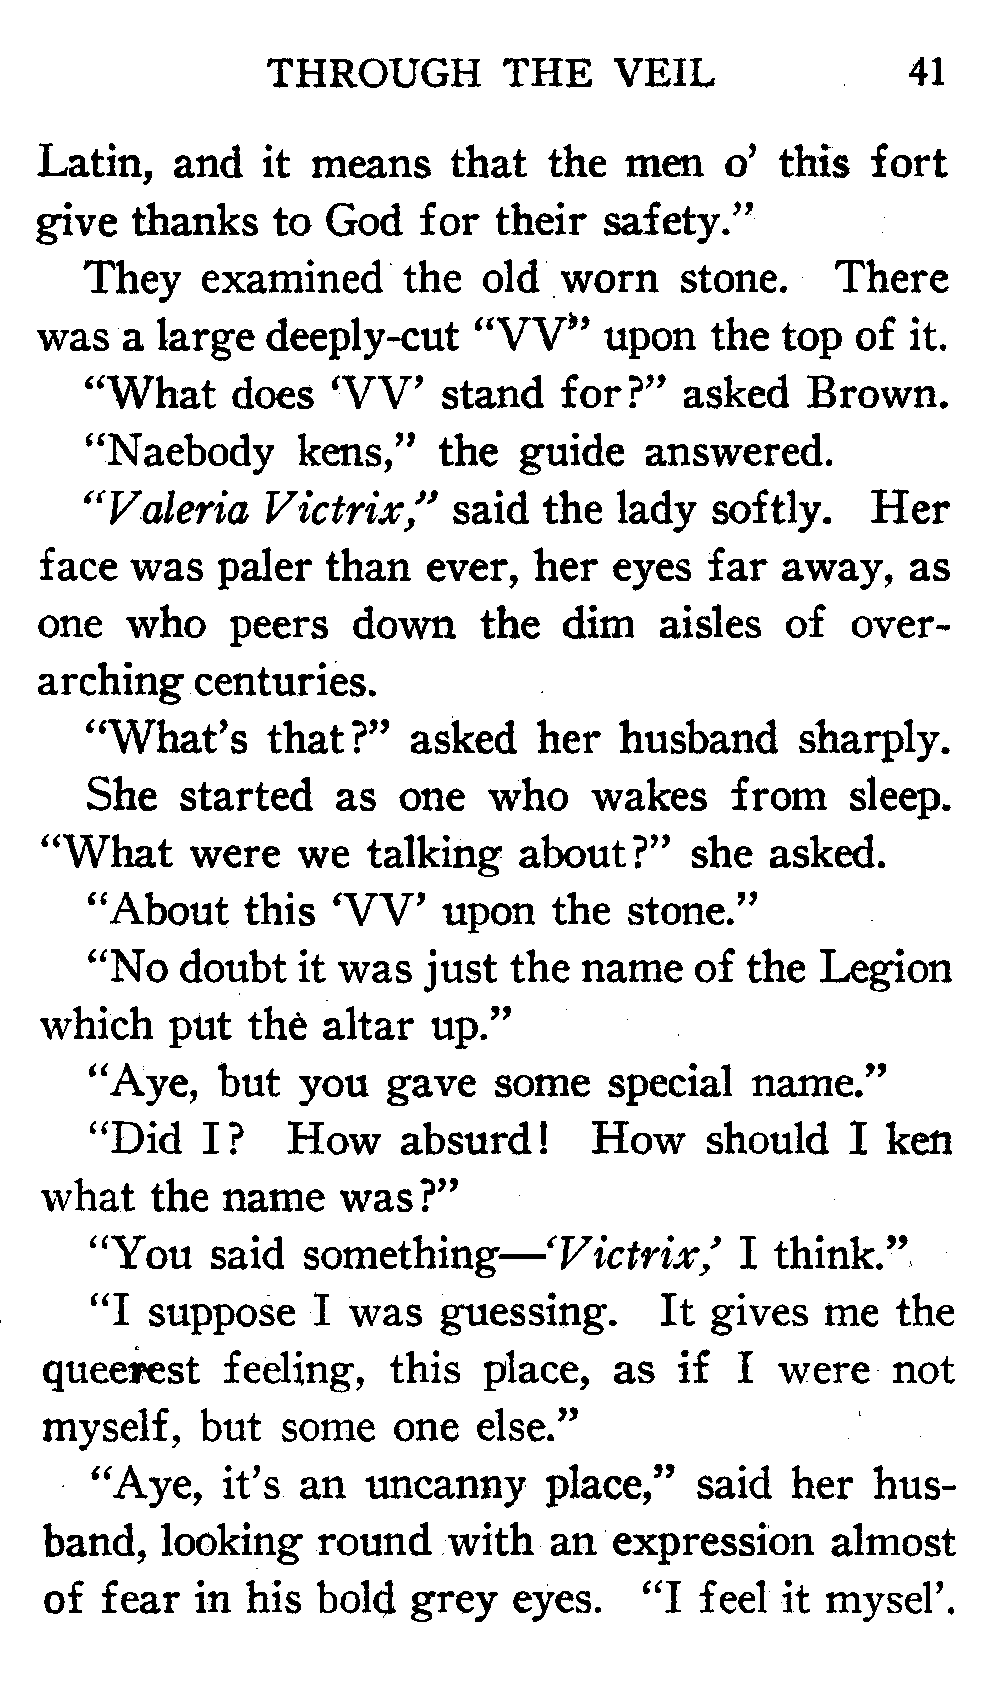 THROUGH THE VEIL 41
Latin, and it means that the men o' this fort
give thanks to God for their safety."
They examined the old worn stone. There
was a large deeply-cut "VV" upon the top of it.
"What does 'VV' stand for?" asked Brown.
"Naebody kens," the guide answered.
"Valeria Victrix," said the lady softly. Her
face was paler than ever, her eyes far away, as
one who peers down the dim aisles of over-
arching centuries.
"What's that?" asked her husband sharply.
She started as one who wakes from sleep.
"What were we talking about?" she asked.
"About this 'VV' upon the stone."
"No doubt it was just the name of the Legion
which put the altar up."
"Aye, but you gave some special name."
"Did I? How absurd! How should I ken
what the name was?"
"You said something—'Victrix,' I think."
"I suppose I was guessing. It gives me the
queerest feeling, this place, as if I were not
myself, but some one else."
"Aye, it's an uncanny place," said her hus-
band, looking round with an expression almost
of fear in his bold grey eyes. "I feel it mysel'.